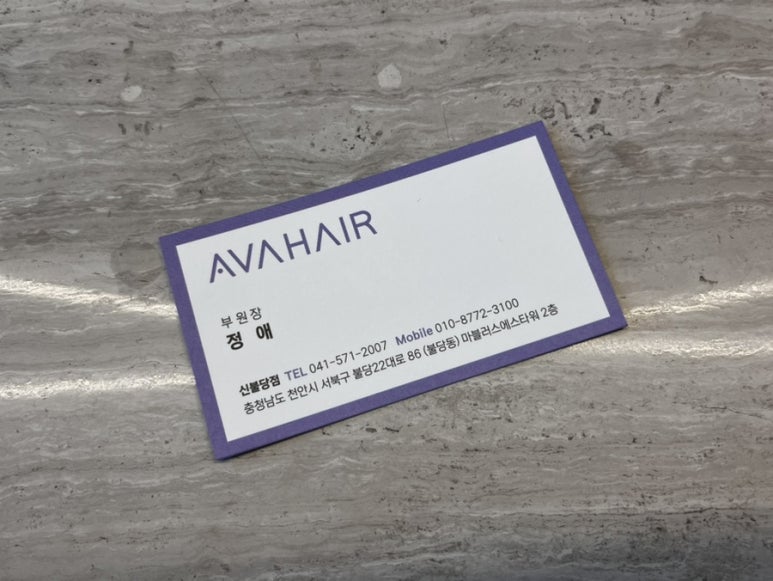 AVAHAIR
부원장
정 애
신불당점 TEL 041-571-2007 Mobile 010-8772-3100
충청남도 천안시 서북구 불당22대로 86 (불당동) 마블러스에스타워 2층